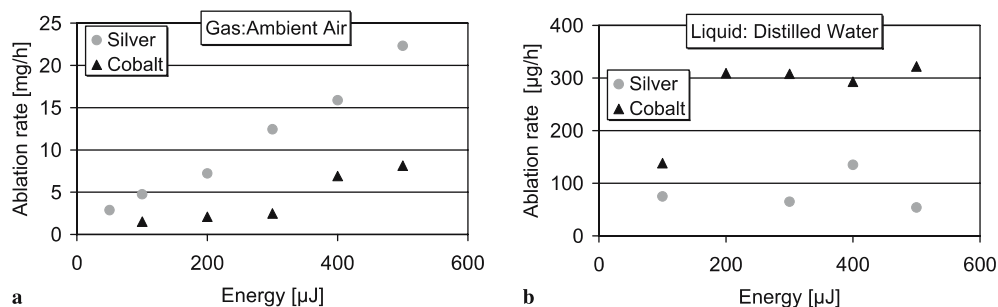 Gas:Ambient Air
Silver
Cobalt
Ablation rate [mg/h]
25
20
15
10
5
0
0 200 400 600
Energy [µJ]
a
Liquid: Distilled Water
Silver
Cobalt
Ablation rate [µg/h]
400
300
200
100
0
0 200 400 600
Energy [µJ]
b